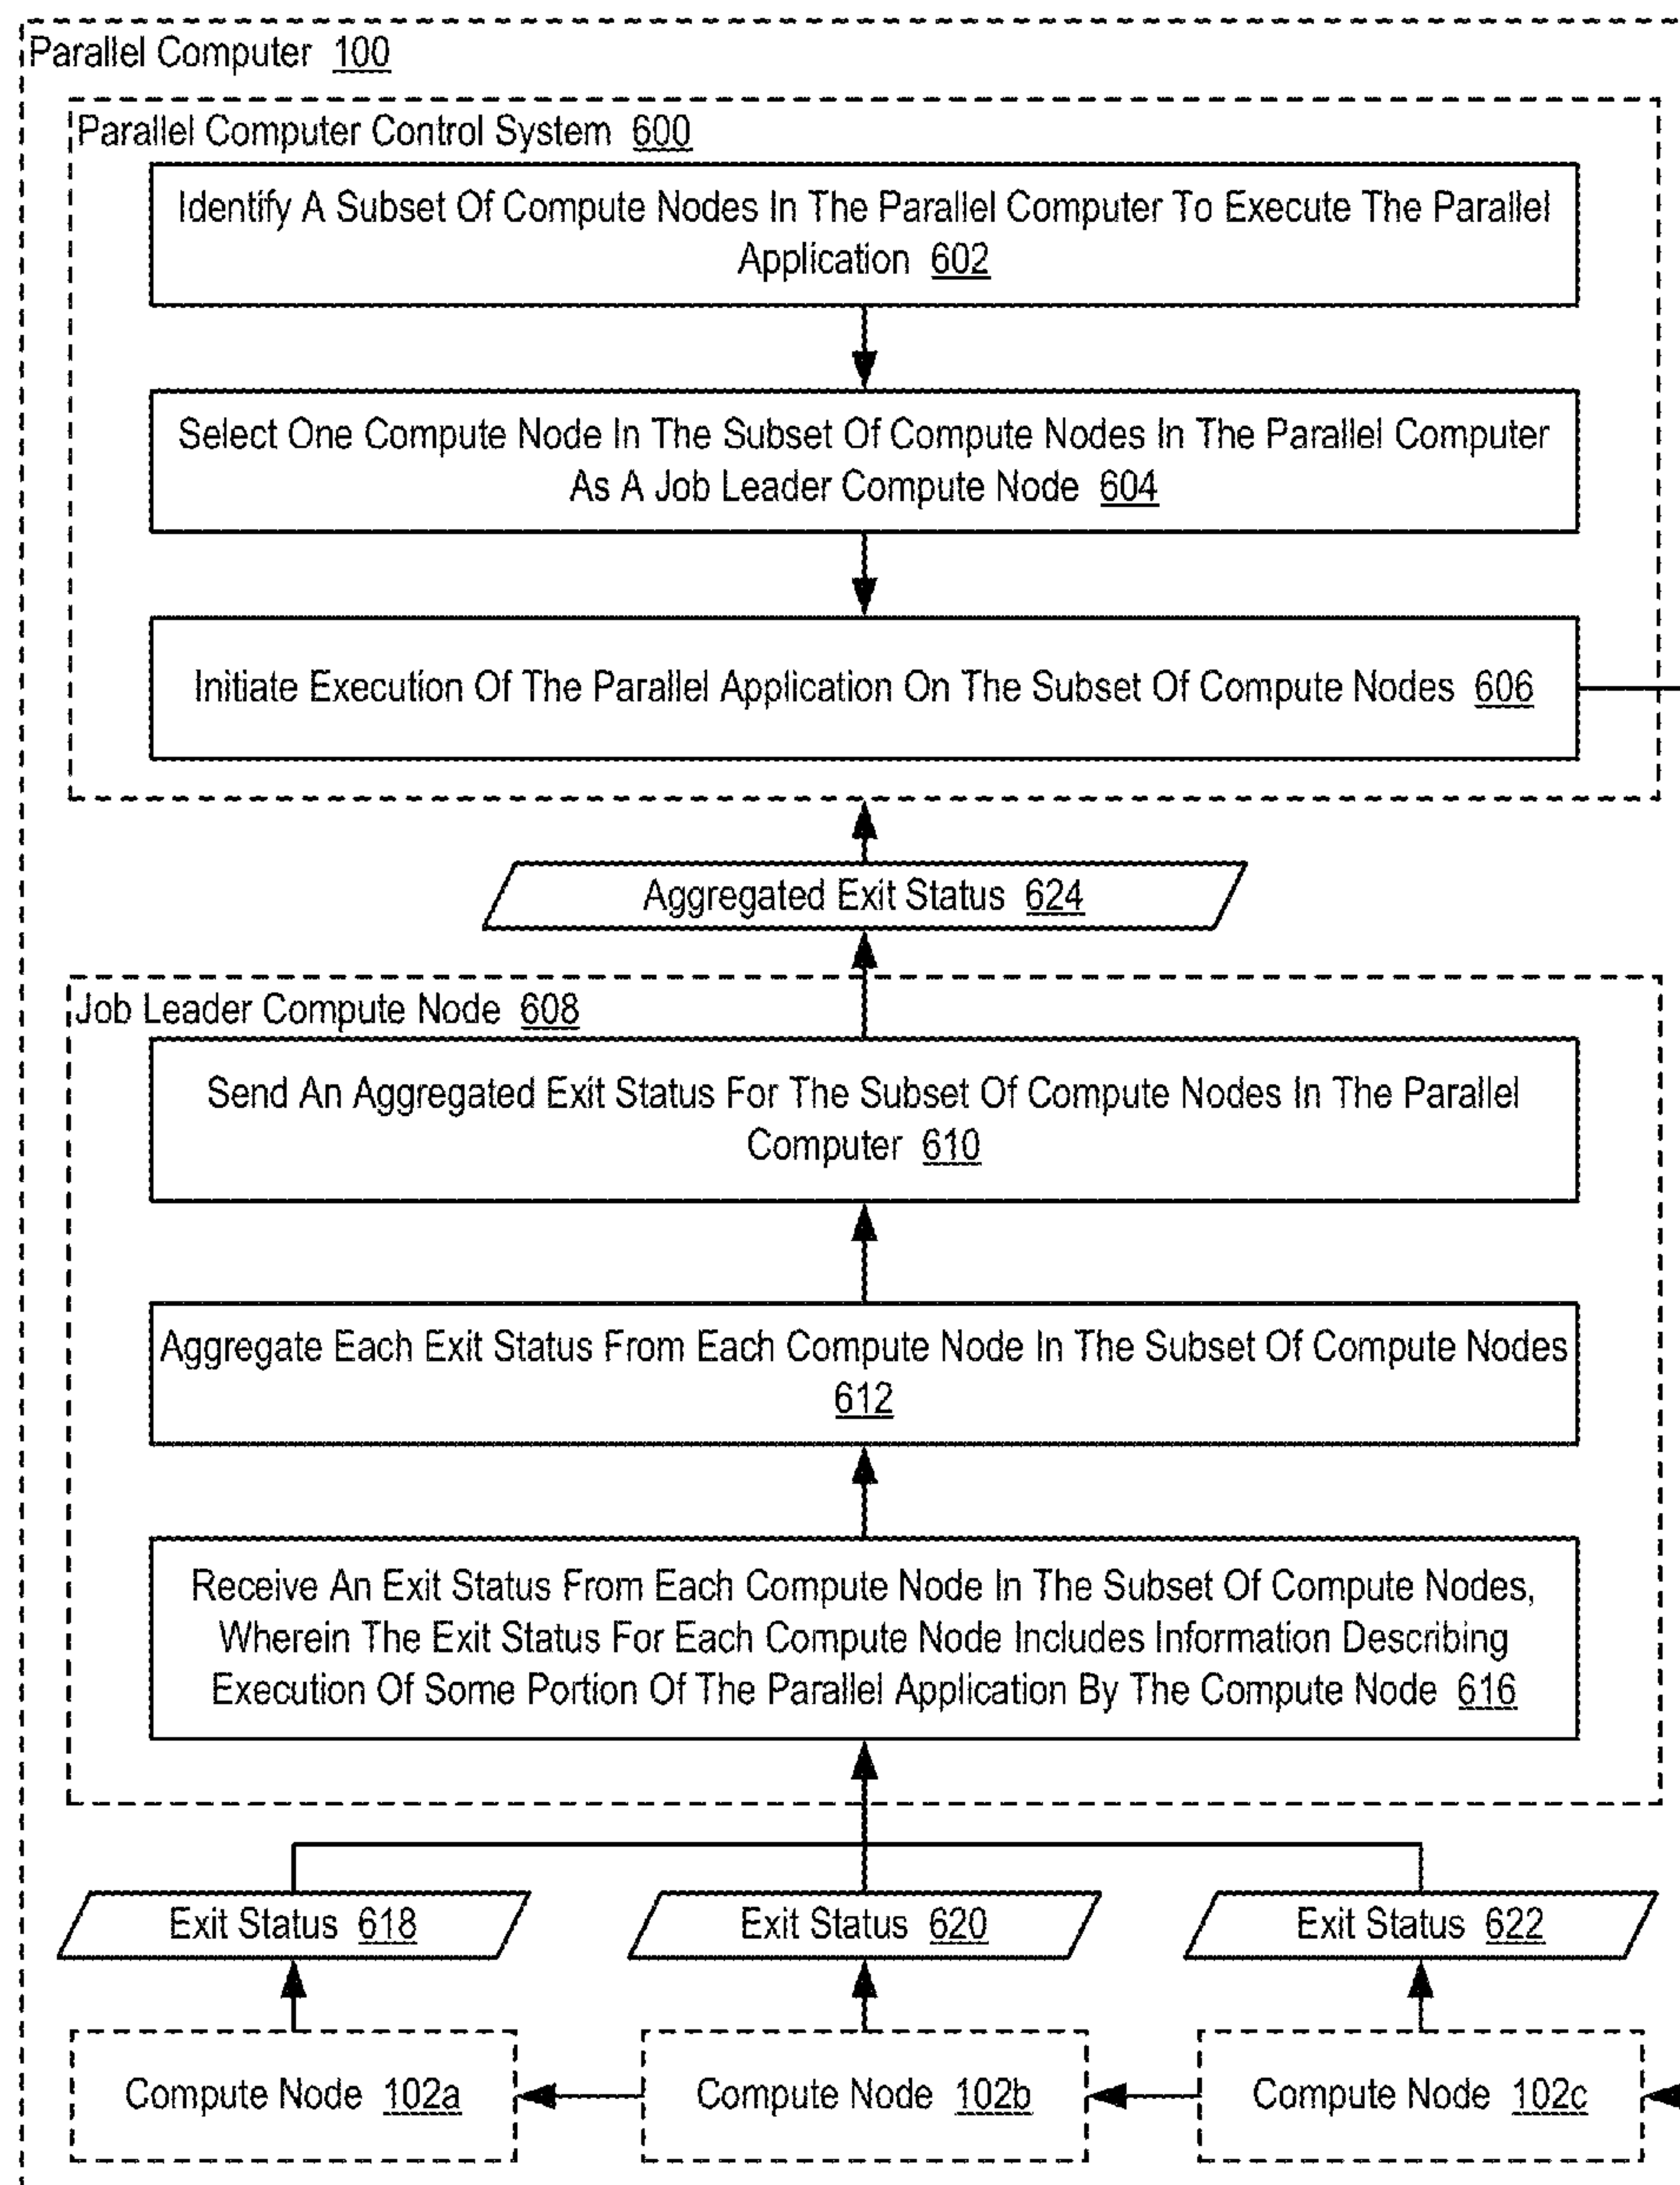 Parallel Computer 100
Parallel Computer Control System 600
Identify A Subset Of Compute Nodes In The Parallel Computer To Execute The Parallel
Application 602
Select One Compute Node In The Subset Of Compute Nodes In The Parallel Computer
As A Job Leader Compute Node 604
Initiate Execution Of The Parallel Application On The Subset Of Compute Nodes 606
Aggregated Exit Status 624
Job Leader Compute Node 608
Send An Aggregated Exit Status For The Subset Of Compute Nodes In The Parallel
Computer 610
Aggregate Each Exit Status From Each Compute Node In The Subset Of Compute Nodes
612
Receive An Exit Status From Each Compute Node In The Subset Of Compute Nodes,
Wherein The Exit Status For Each Compute Node Includes Information Describing
Execution Of Some Portion Of The Parallel Application By The Compute Node 616
Exit Status 618
Exit Status 620
Exit Status 622
Compute Node 102a
Compute Node 102b
Compute Node 102c